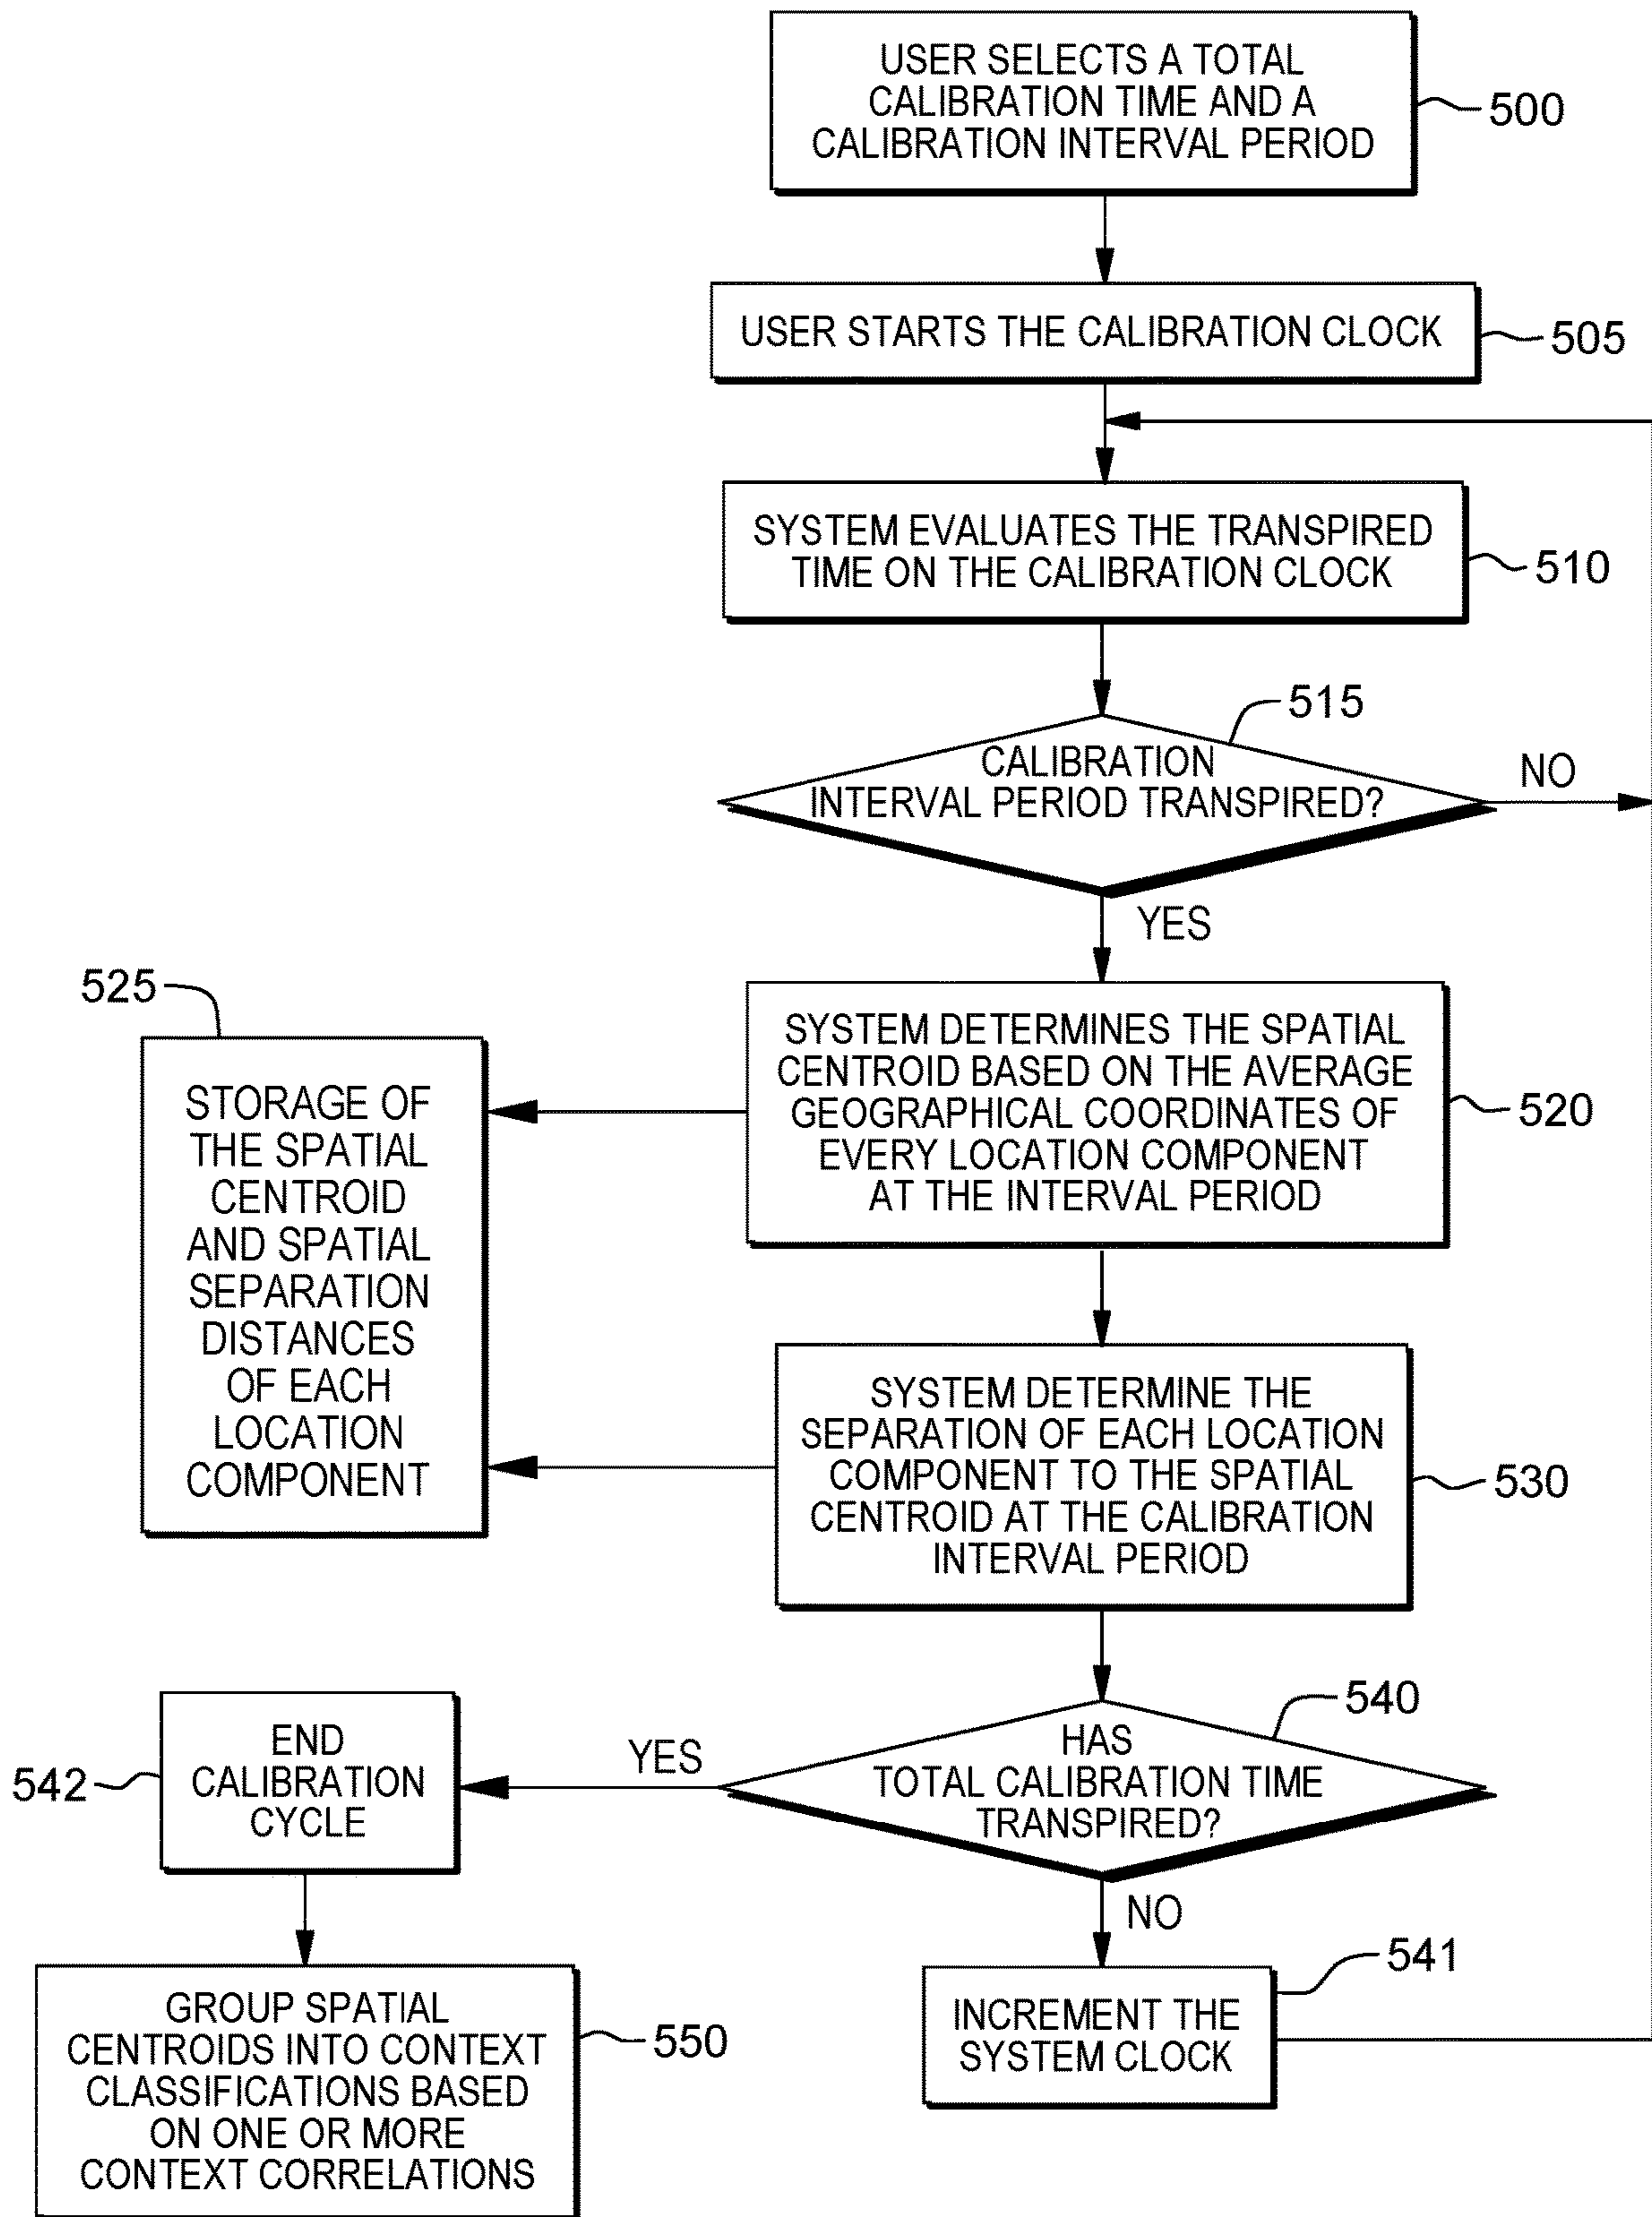 USER SELECTS A TOTAL
CALIBRATION TIME AND A
CALIBRATION INTERVAL PERIOD
500
USER STARTS THE CALIBRATION CLOCK
505
SYSTEM EVALUATES THE TRANSPIRED
TIME ON THE CALIBRATION CLOCK
510
515
CALIBRATION
INTERVAL PERIOD TRANSPIRED?
NO
YES
525
STORAGE OF
THE SPATIAL
CENTROID
AND SPATIAL
SEPARATION
DISTANCES
OF EACH
LOCATION
COMPONENT
SYSTEM DETERMINES THE SPATIAL
CENTROID BASED ON THE AVERAGE
GEOGRAPHICAL COORDINATES OF
EVERY LOCATION COMPONENT
AT THE INTERVAL PERIOD
520
SYSTEM DETERMINE THE
SEPARATION OF EACH LOCATION
COMPONENT TO THE SPATIAL
CENTROID AT THE CALIBRATION
INTERVAL PERIOD
530
540
HAS
TOTAL CALIBRATION TIME
TRANSPIRED?
YES
NO
542
END
CALIBRATION
CYCLE
541
INCREMENT THE
SYSTEM CLOCK
GROUP SPATIAL
CENTROIDS INTO CONTEXT
CLASSIFICATIONS BASED
ON ONE OR MORE
CONTEXT CORRELATIONS
550